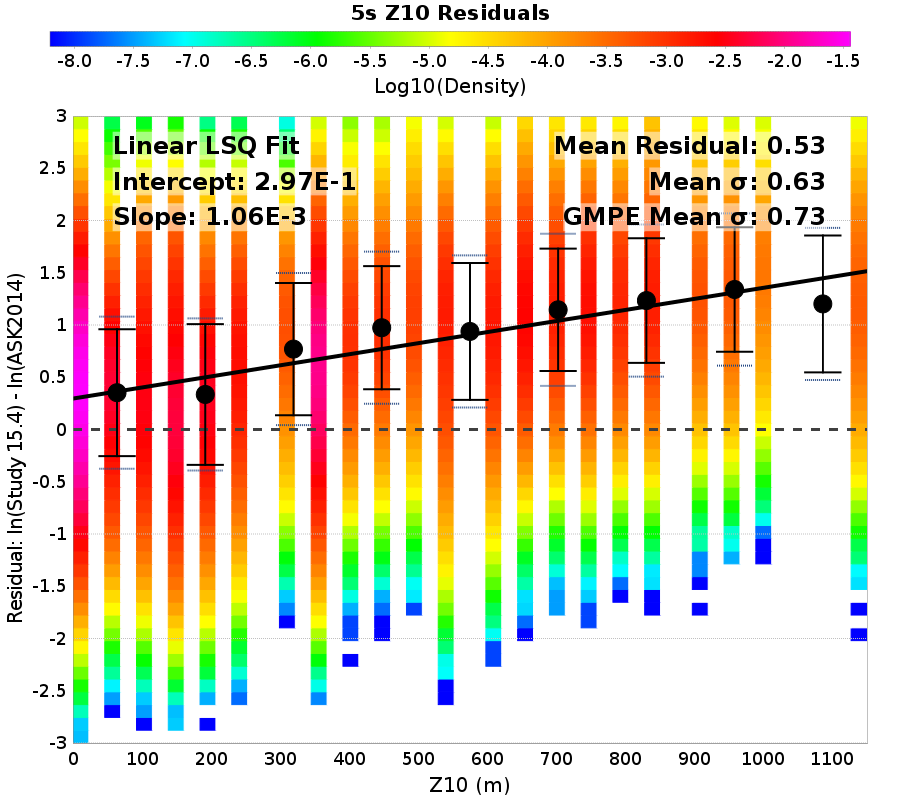 5s Z10 Residuals
-8.0 -7.5 -7.0 -6.5 -6.0 -5.5 -5.0 -4.5 -4.0 -3.5 -3.0 -2.5 -2.0 -1.5
Log10(Density)
Linear LSQ Fit
Intercept: 2.97E-1
Slope: 1.06E-3
Mean Residual: 0.53
Mean σ: 0.63
GMPE Mean σ: 0.73
Residual: ln(Study 15.4) - ln(ASK2014)
3
2.5
2
1.5
1
0.5
0
-0.5
-1
-1.5
-2
-2.5
-3
0 100 200 300 400 500 600 700 800 900 1000 1100
Z10 (m)